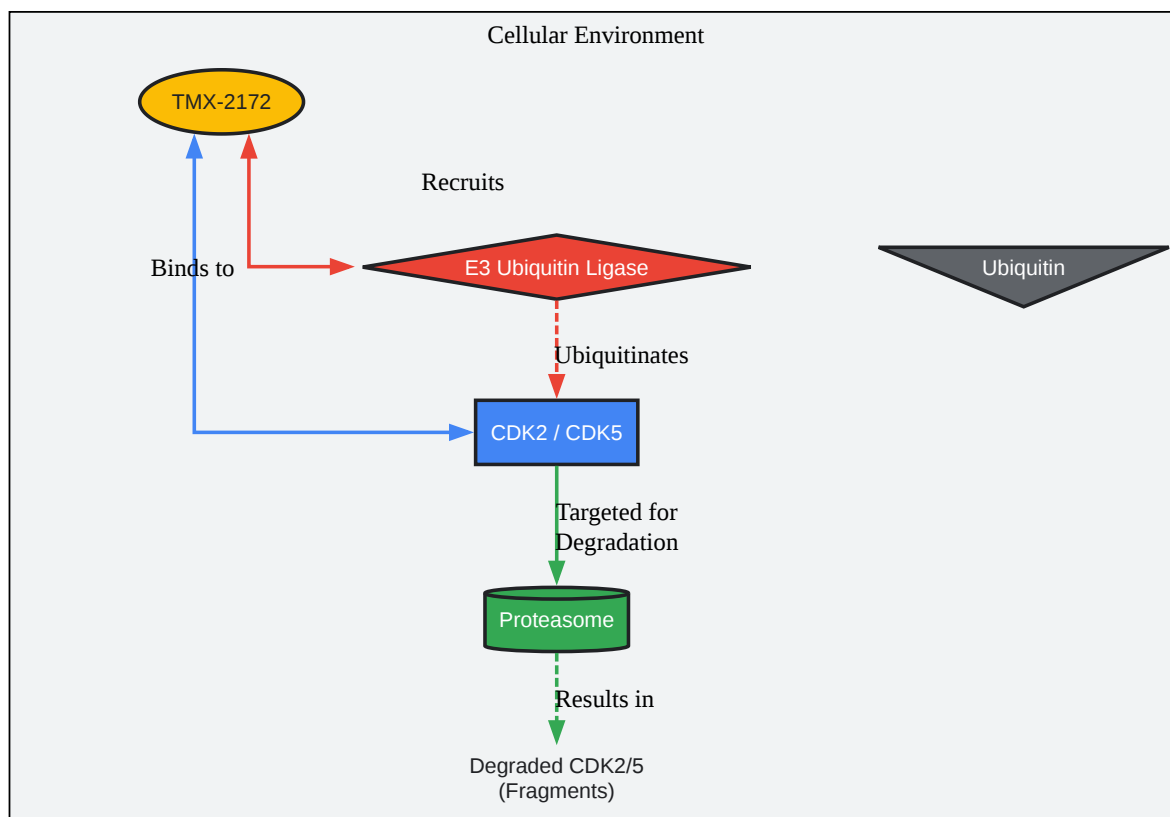 Cellular Environment
TMX-2172
Recruits
Binds to
E3 Ubiquitin Ligase
Ubiquitin
Ubiquitinates
CDK2 / CDK5
Targeted for
Degradation
Proteasome
Results in
Degraded CDK2/5
(Fragments)